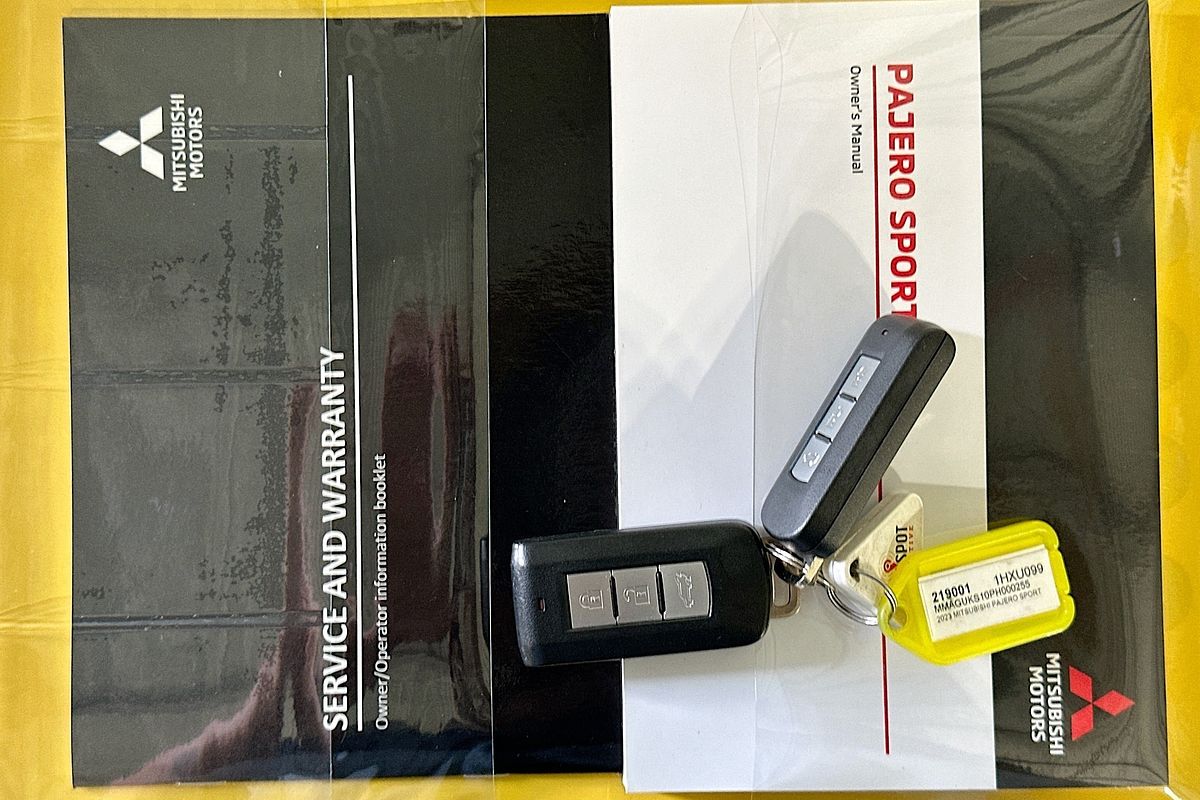 MITSUBISHI
MOTORS
SERVICE AND WARRANTY
Owner/Operator information booklet
PAJERO SPORT
Owner's Manual
219001 1HXU099
MMAGUKS10PH000255
2023 MITSUBISHI PAJERO SPORT
MITSUBISHI
MOTORS